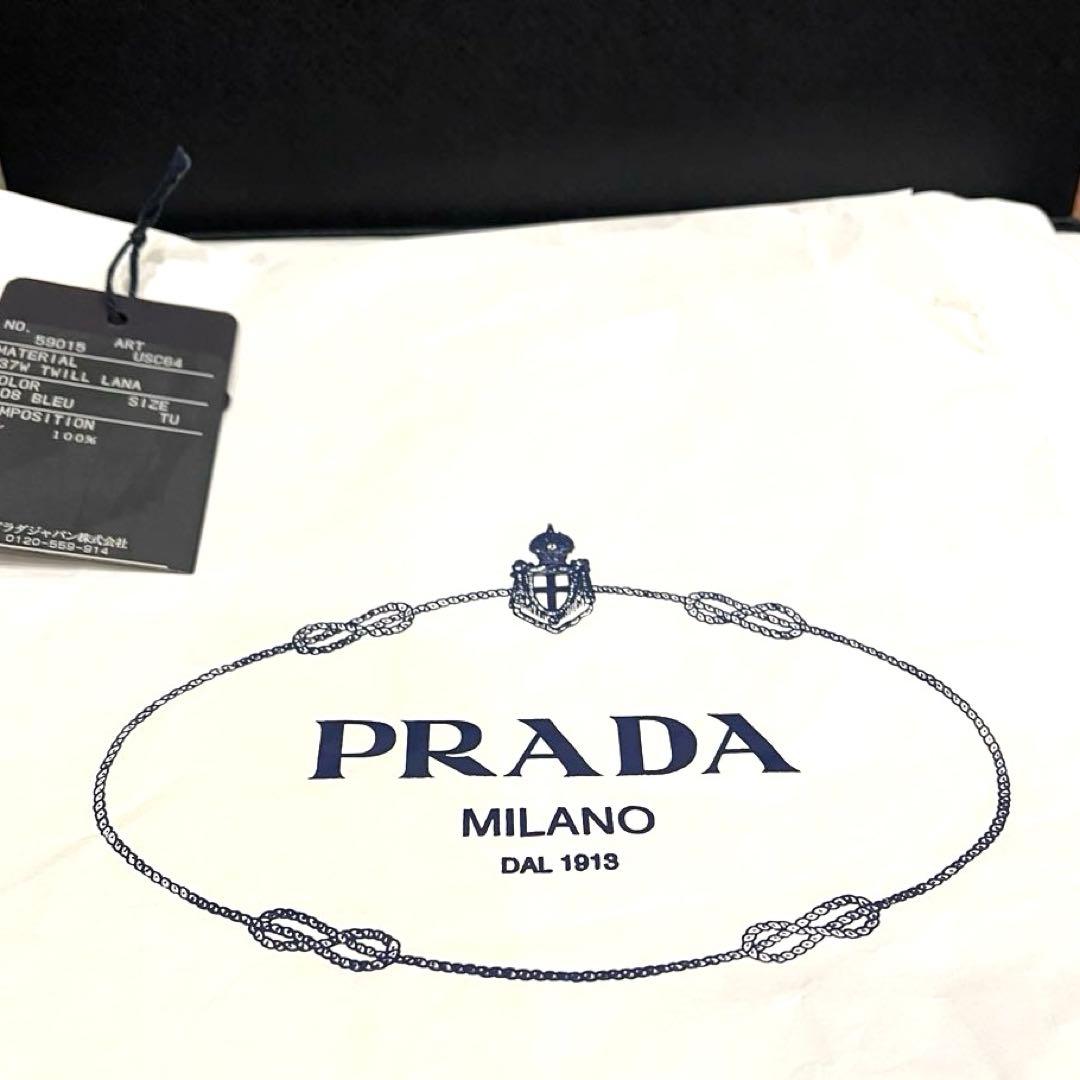 NO.
59015 ART
USC64
MATERIAL
37W TWILL LANA
OLOR SIZE
08 BLEU TU
MPOSITION
100%
ラダジャパン株式会社
0120-559-914
PRADA
MILANO
DAL 1913